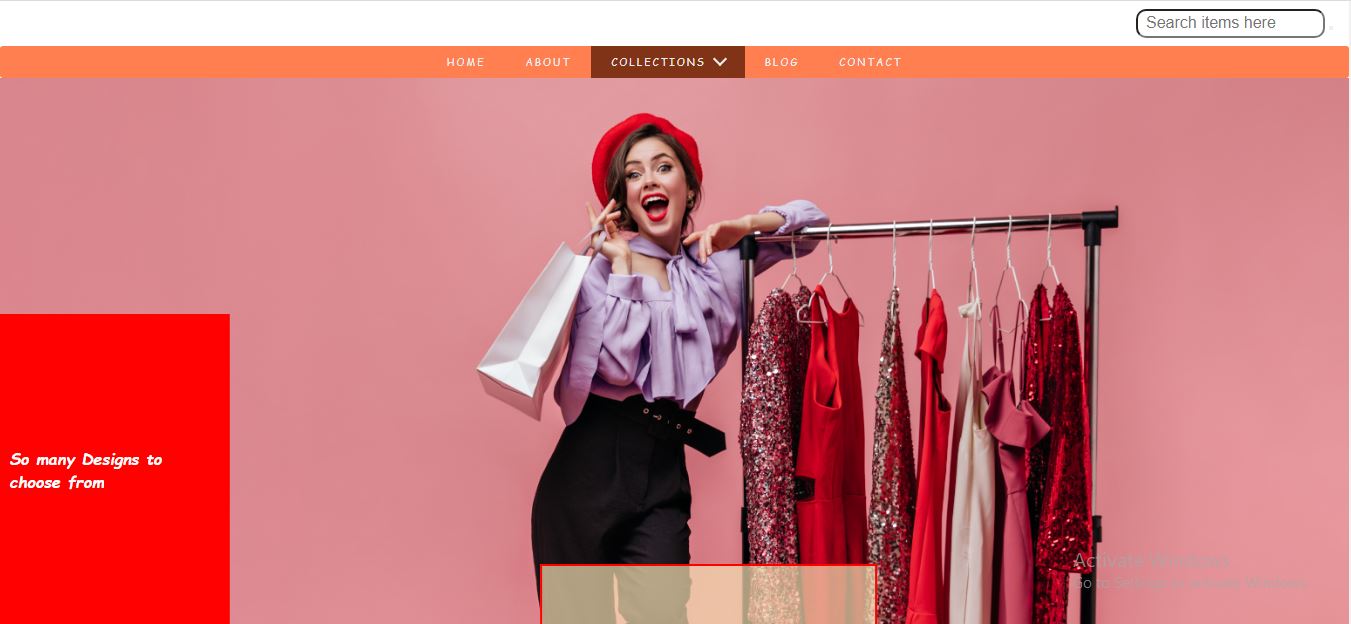 Search items here
HOME ABOUT COLLECTIONS BLOG CONTACT
So many Designs to
choose from
Activate Windows
Go to Settings to activate Windows.